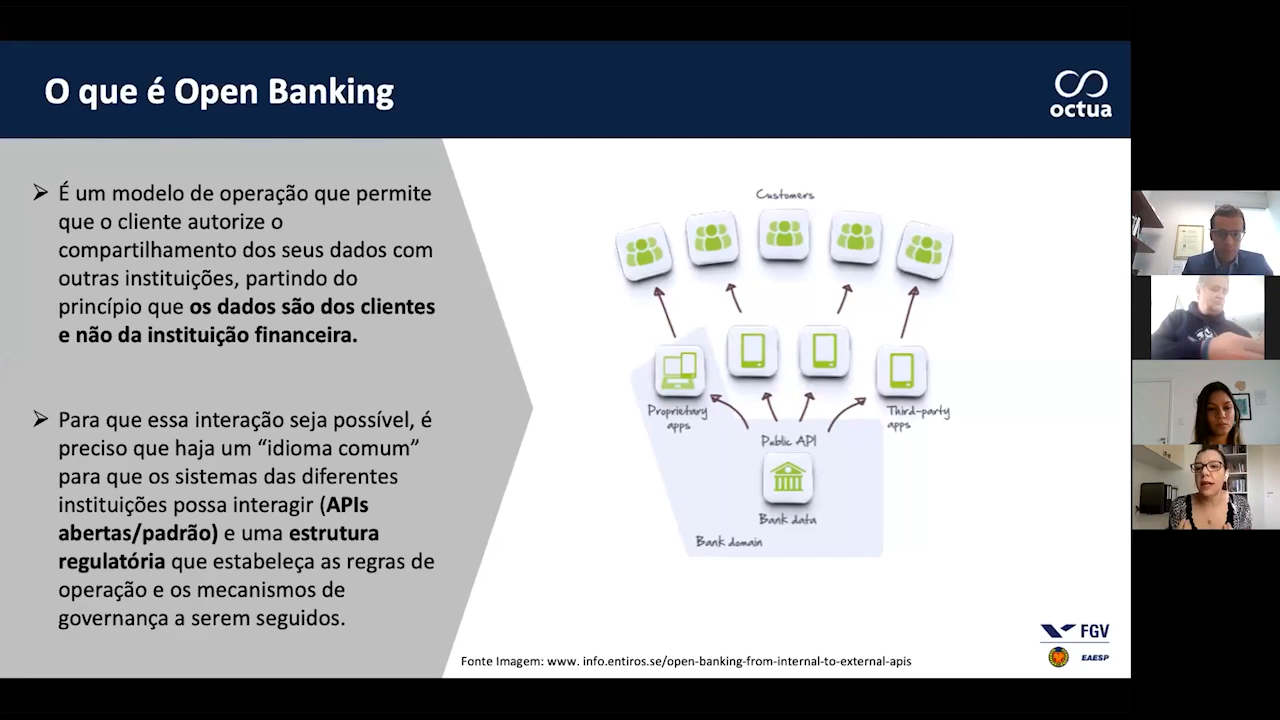 O que é Open Banking
octua
➢ É um modelo de operação que permite
que o cliente autorize o
compartilhamento dos seus dados com
outras instituições, partindo do
princípio que os dados são dos clientes
e não da instituição financeira.
➢ Para que essa interação seja possível, é
preciso que haja um “idioma comum”
para que os sistemas das diferentes
instituições possa interagir (APIs
abertas/padrão) e uma estrutura
regulatória que estabeleça as regras de
operação e os mecanismos de
governança a serem seguidos.
Customers
Proprietary
apps
Third-party
apps
Public API
Bank data
Bank domain
Fonte Imagem: www. info.entiros.se/open-banking-from-internal-to-external-apis
FGV
EAESP